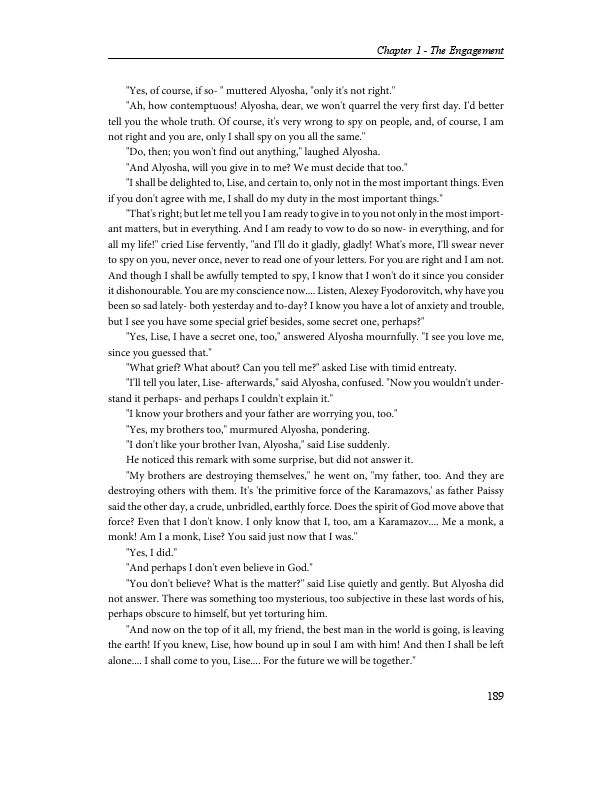 Chapter 1 - The Engagement
"Yes, of course, if so- " muttered Alyosha, "only it's not right."
"Ah, how contemptuous! Alyosha, dear, we won't quarrel the very first day. I'd better
tell you the whole truth. Of course, it's very wrong to spy on people, and, of course, I am
not right and you are, only I shall spy on you all the same."
"Do, then; you won't find out anything," laughed Alyosha.
"And Alyosha, will you give in to me? We must decide that too."
"I shall be delighted to, Lise, and certain to, only not in the most important things. Even
if you don't agree with me, I shall do my duty in the most important things."
"That's right; but let me tell you I am ready to give in to you not only in the most import-
ant matters, but in everything. And I am ready to vow to do so now- in everything, and for
all my life!" cried Lise fervently, "and I'll do it gladly, gladly! What's more, I'll swear never
to spy on you, never once, never to read one of your letters. For you are right and I am not.
And though I shall be awfully tempted to spy, I know that I won't do it since you consider
it dishonourable. You are my conscience now.... Listen, Alexey Fyodorovitch, why have you
been so sad lately- both yesterday and to-day? I know you have a lot of anxiety and trouble,
but I see you have some special grief besides, some secret one, perhaps?"
"Yes, Lise, I have a secret one, too," answered Alyosha mournfully. "I see you love me,
since you guessed that."
"What grief? What about? Can you tell me?" asked Lise with timid entreaty.
"I'll tell you later, Lise- afterwards," said Alyosha, confused. "Now you wouldn't under-
stand it perhaps- and perhaps I couldn't explain it."
"I know your brothers and your father are worrying you, too."
"Yes, my brothers too," murmured Alyosha, pondering.
"I don't like your brother Ivan, Alyosha," said Lise suddenly.
He noticed this remark with some surprise, but did not answer it.
"My brothers are destroying themselves," he went on, "my father, too. And they are
destroying others with them. It's 'the primitive force of the Karamazovs,' as father Paissy
said the other day, a crude, unbridled, earthly force. Does the spirit of God move above that
force? Even that I don't know. I only know that I, too, am a Karamazov.... Me a monk, a
monk! Am I a monk, Lise? You said just now that I was."
"Yes, I did."
"And perhaps I don't even believe in God."
"You don't believe? What is the matter?" said Lise quietly and gently. But Alyosha did
not answer. There was something too mysterious, too subjective in these last words of his,
perhaps obscure to himself, but yet torturing him.
"And now on the top of it all, my friend, the best man in the world is going, is leaving
the earth! If you knew, Lise, how bound up in soul I am with him! And then I shall be left
alone.... I shall come to you, Lise.... For the future we will be together."
189